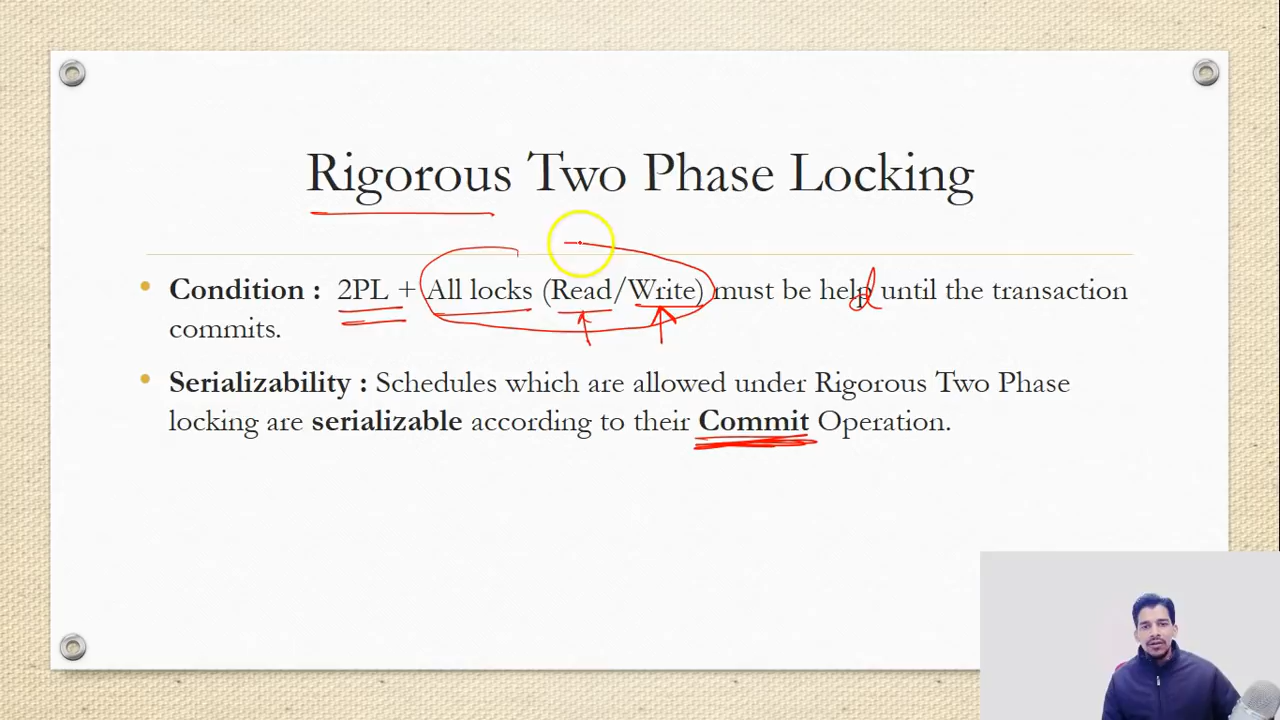 Rigorous Two Phase Locking
Condition : 2PL + All locks (Read/Write) must be help d until the transaction
commits.
Serializability : Schedules which are allowed under Rigorous Two Phase
locking are serializable according to their Commit Operation.